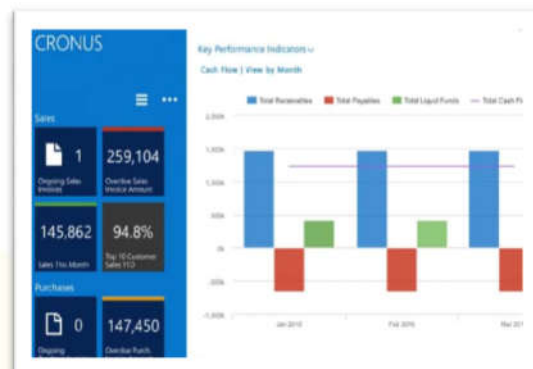 CRONUS
Key Performance Indicators
Cash Flow | View by Month
Total Receivables Total Payables Total Liquid Funds Total Cash Fl
Sales
1
Ongoing Sales Invoices
259,104
Overdue Sales Invoice Amount
145,862
Sales This Month
94.8%
Top 10 Customer Sales YTD
Purchases
0
Ongoing
147,450
Overdue Purch.
2,000k
1,500k
1,000k
500k
0k
-500k
-1,000k
Jan 2016
Feb 2016
Mar 201